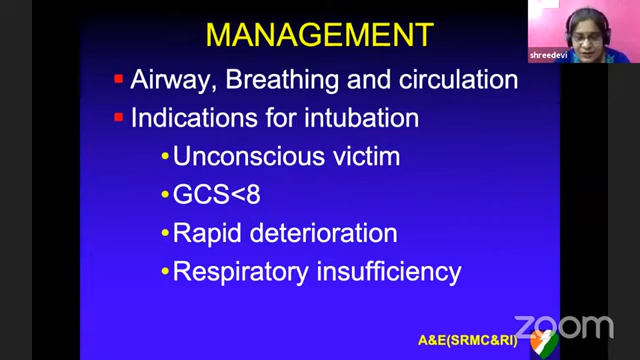 MANAGEMENT
Airway, Breathing and circulation
Indications for intubation
Unconscious victim
GCS<8
Rapid deterioration
Respiratory insufficiency
A&E(SRMC&RI)
shreedevi
zoom